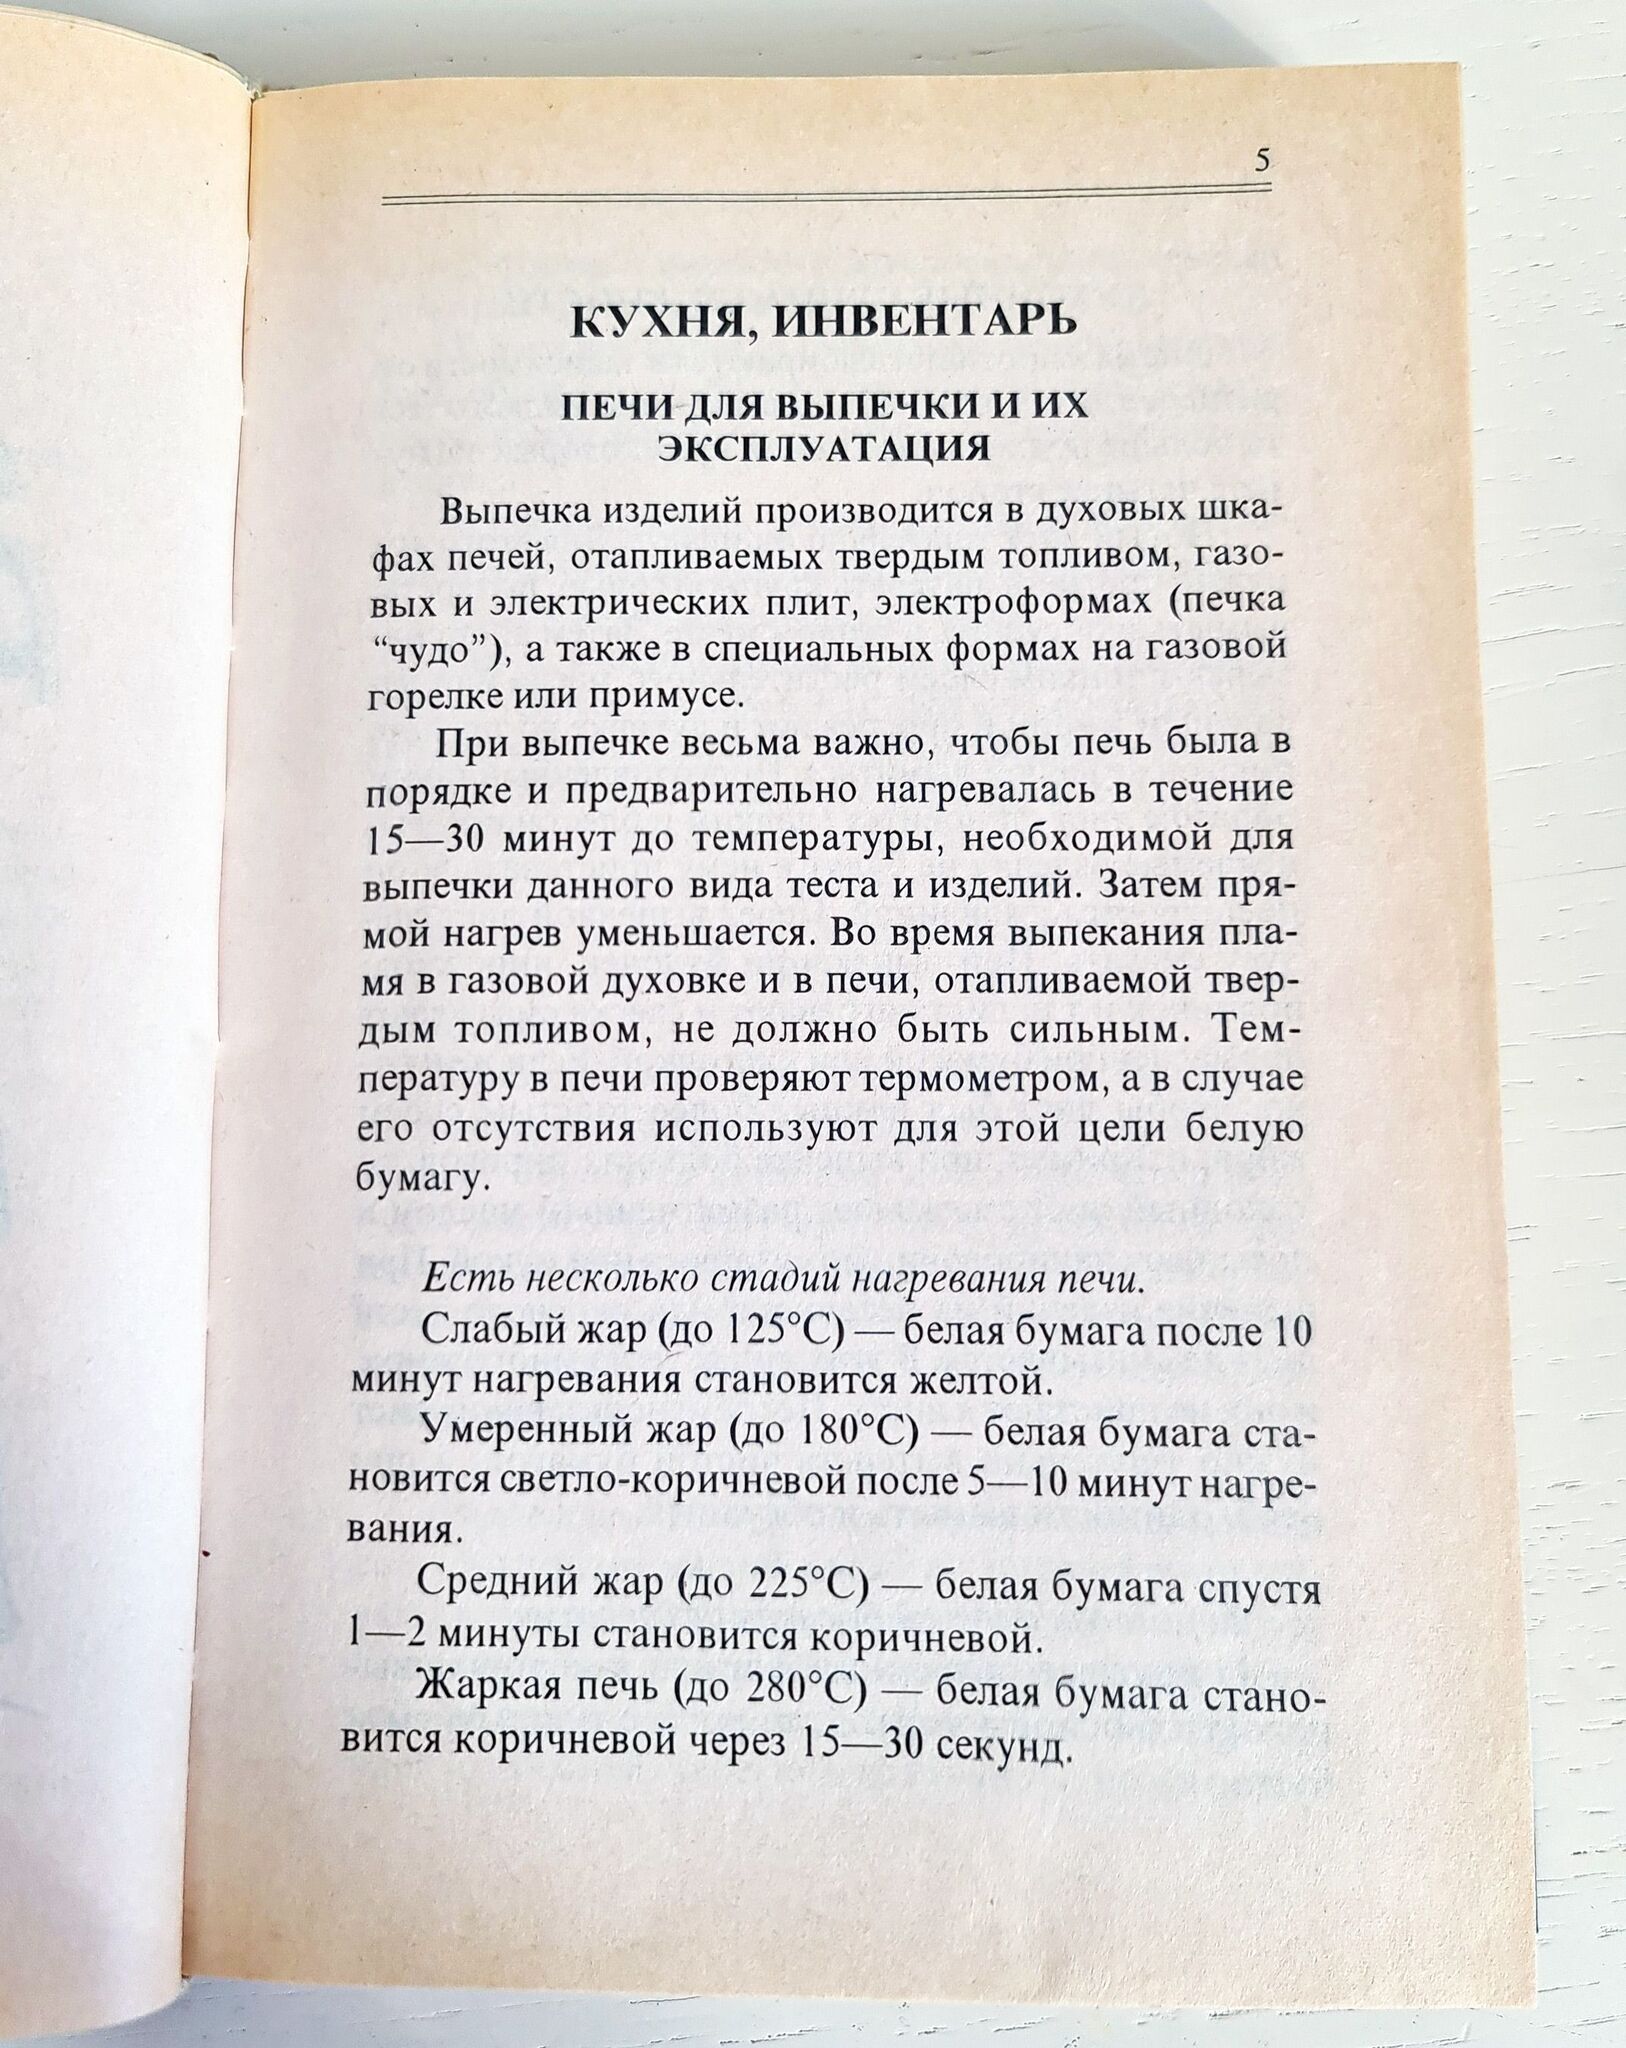 5
КУХНЯ, ИНВЕНТАРЬ
ПЕЧИ ДЛЯ ВЫПЕЧКИ И ИХ
ЭКСПЛУАТАЦИЯ
Выпечка изделий производится в духовых шка-
фах печей, отапливаемых твердым топливом, газо-
вых и электрических плит, электроформах (печка
“чудо”), а также в специальных формах на газовой
горелке или примусе.
При выпечке весьма важно, чтобы печь была в
порядке и предварительно нагревалась в течение
15—30 минут до температуры, необходимой для
выпечки данного вида теста и изделий. Затем пря-
мой нагрев уменьшается. Во время выпекания пла-
мя в газовой духовке и в печи, отапливаемой твер-
дым топливом, не должно быть сильным. Тем-
пературу в печи проверяют термометром, а в случае
его отсутствия используют для этой цели белую
бумагу.
Есть несколько стадий нагревания печи.
Слабый жар (до 125°С) — белая бумага после 10
минут нагревания становится желтой.
Умеренный жар (до 180°С) — белая бумага ста-
новится светло-коричневой после 5—10 минут нагре-
вания.
Средний жар (до 225°С) — белая бумага спустя
1—2 минуты становится коричневой.
Жаркая печь (до 280°С) — белая бумага стано-
вится коричневой через 15—30 секунд.